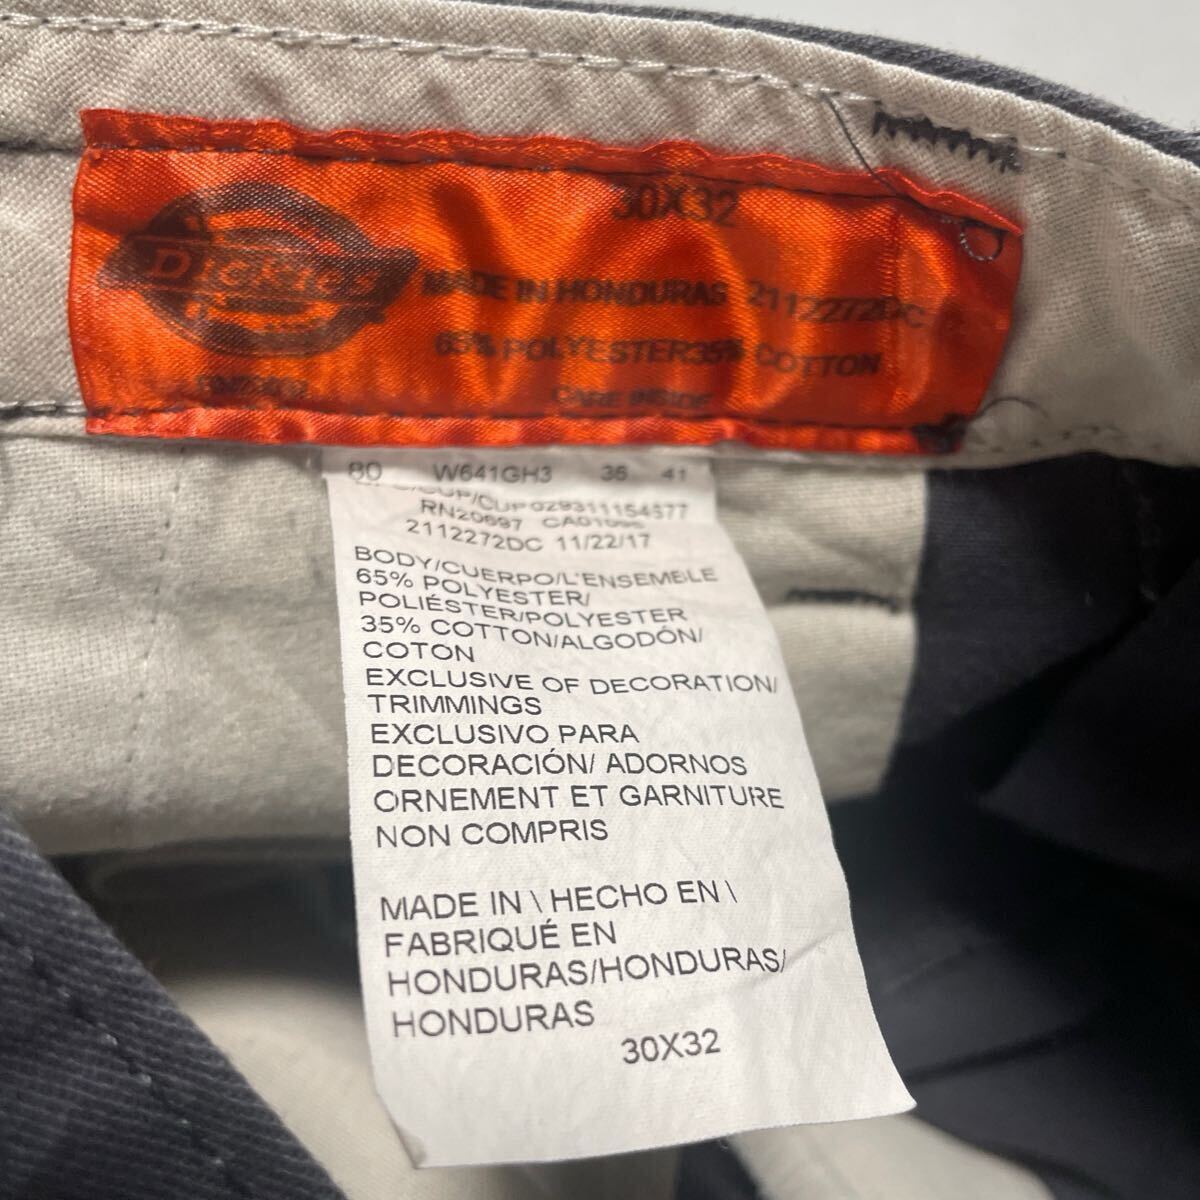 30X32
DICKIES
MADE IN HONDURAS 2112272DC
65% POLYESTER35% COTTON
CARE INSIDE
80 W641GH3 36 41
RN20697
2112272DC 11/22/17
BODY/CUERPO/L'ENSEMBLE
65% POLYESTER/
POLIÉSTER/POLYESTER
35% COTTON/ALGODÓN/
COTON
EXCLUSIVE OF DECORATION/
TRIMMINGS
EXCLUSIVO PARA
DECORACIÓN/ ADORNOS
ORNEMENT ET GARNITURE
NON COMPRIS
MADE IN \ HECHO EN \
FABRIQUÉ EN
HONDURAS/HONDURAS/
HONDURAS
30X32